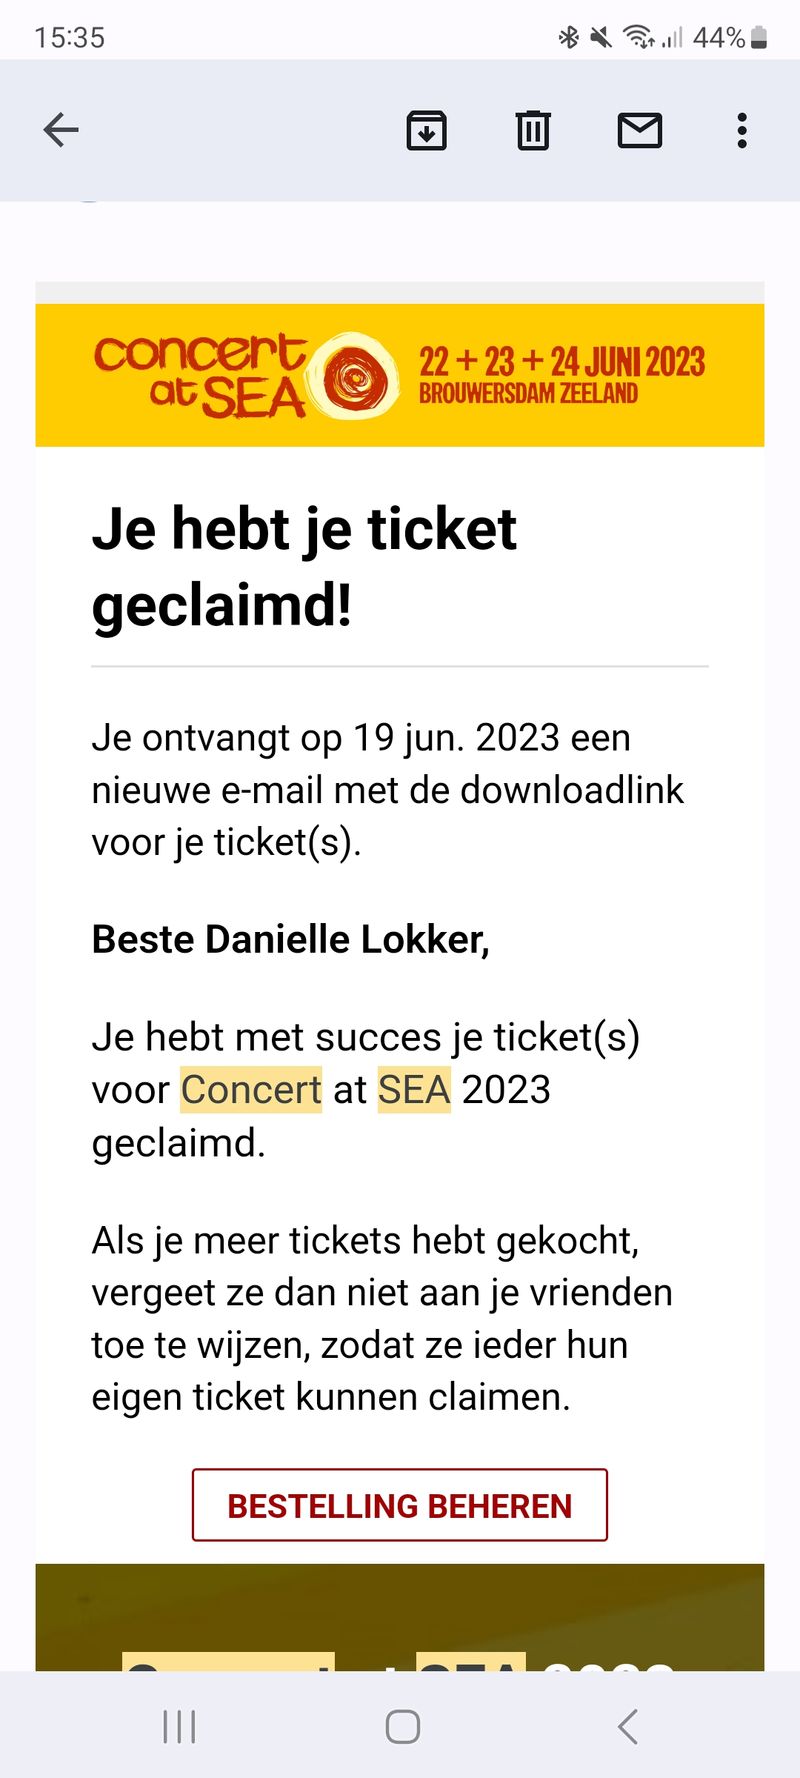 15:35
44%
concert
at SEA
22 + 23 + 24 JUNI 2023
BROUWERSDAM ZEELAND
Je hebt je ticket
geclaimd!
Je ontvangt op 19 jun. 2023 een
nieuwe e-mail met de downloadlink
voor je ticket(s).
Beste Danielle Lokker,
Je hebt met succes je ticket(s)
voor Concert at SEA 2023
geclaimd.
Als je meer tickets hebt gekocht,
vergeet ze dan niet aan je vrienden
toe te wijzen, zodat ze ieder hun
eigen ticket kunnen claimen.
BESTELLING BEHEREN